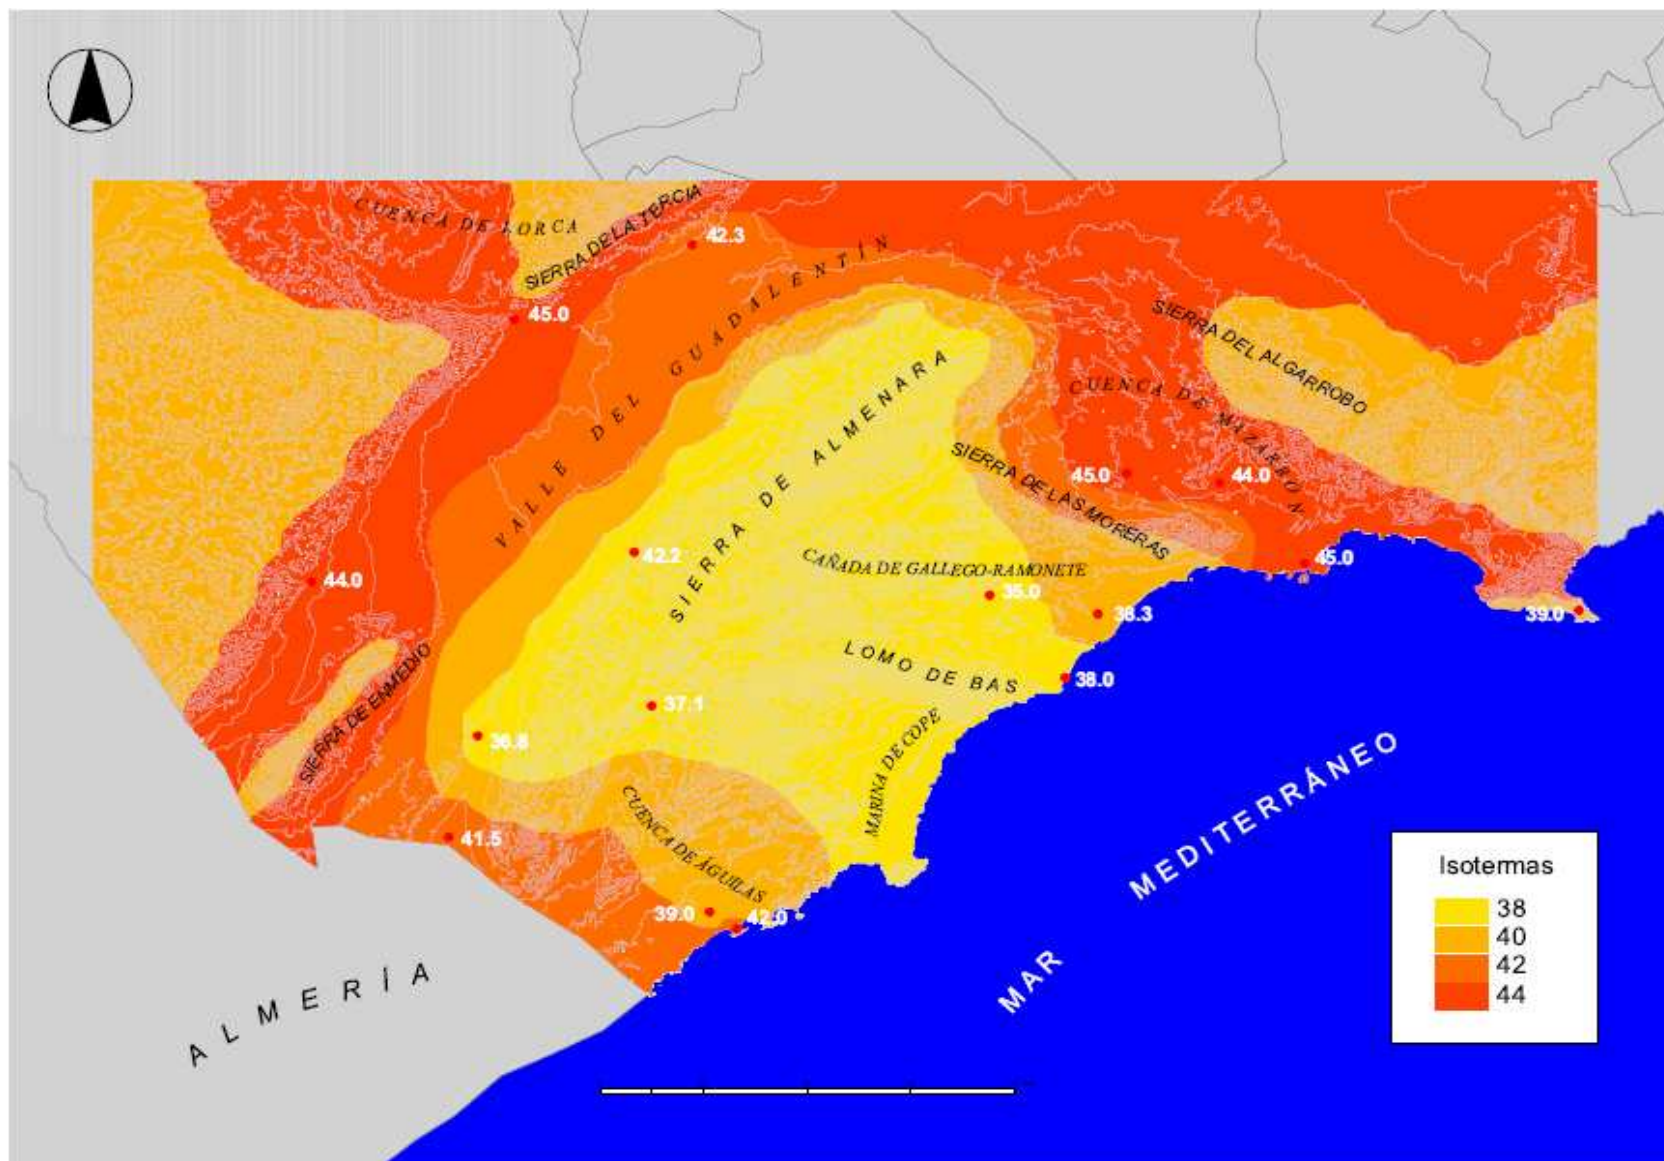 CUENCA DE LORCA
SIERRA DE LA TERCIA
42.3
45.0
VALLE DEL GUADALENTÍN
SIERRA DE ALMENARA
SIERRA DEL ALGARROBO
CUENCA DE MAZARRON
SIERRA DE LAS MORERAS
45.0
44.0
42.2
CAÑADA DE GALLEGO-RAMONETE
45.0
44.0
35.0
38.3
39.0
SIERRA DE ENMEDIO
LOMO DE BAS
38.0
37.1
36.8
MARINA DE COPE
41.5
CUENCA DE ÁGUILAS
39.0
42.0
MAR MEDITERRÁNEO
ALMERÍA
Isotermas
38
40
42
44